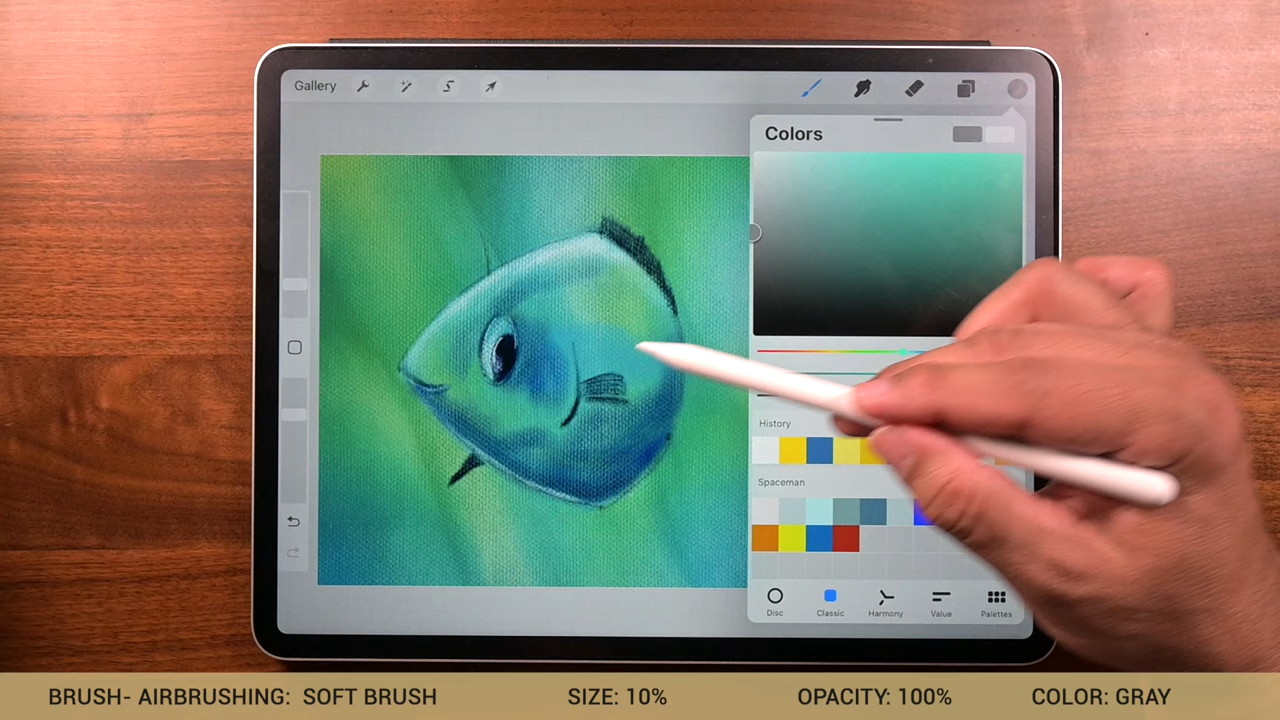 Gallery
Colors
History
Spaceman
Disc
Classic
Harmony
Value
Palettes
BRUSH- AIRBRUSHING: SOFT BRUSH SIZE: 10% OPACITY: 100% COLOR: GRAY